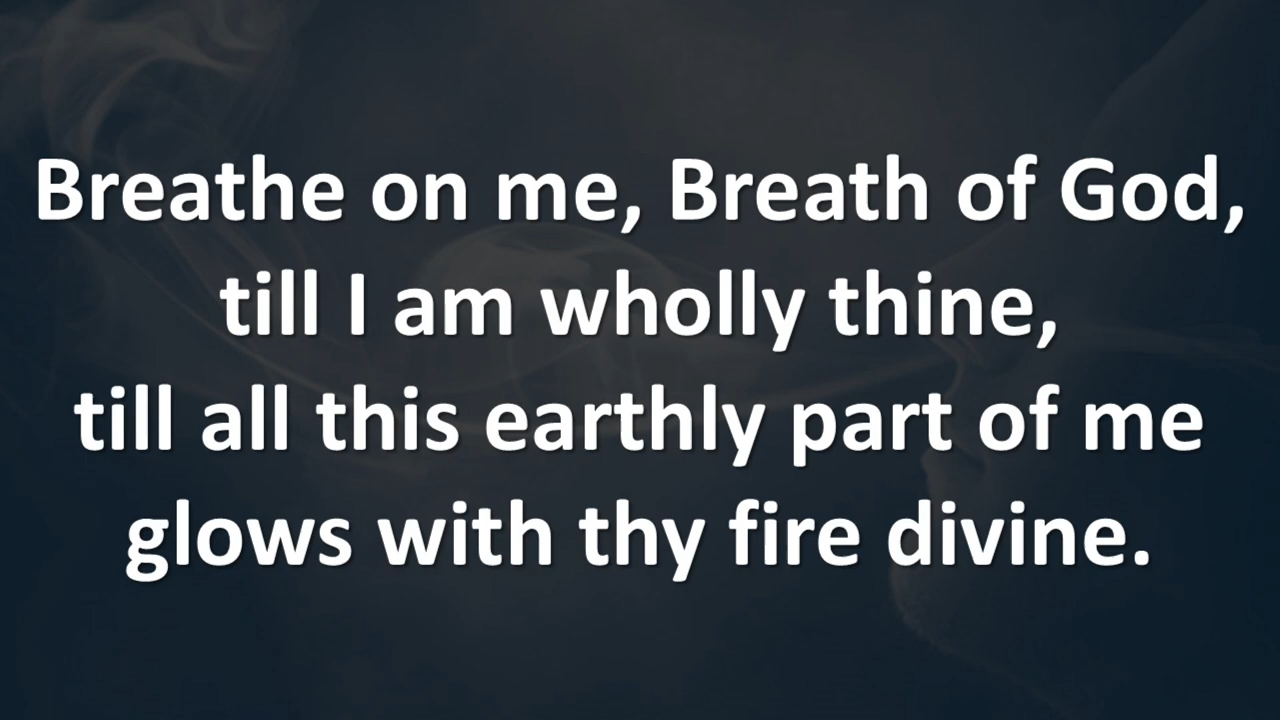 Breathe on me, Breath of God,
till I am wholly thine,
till all this earthly part of me
glows with thy fire divine.